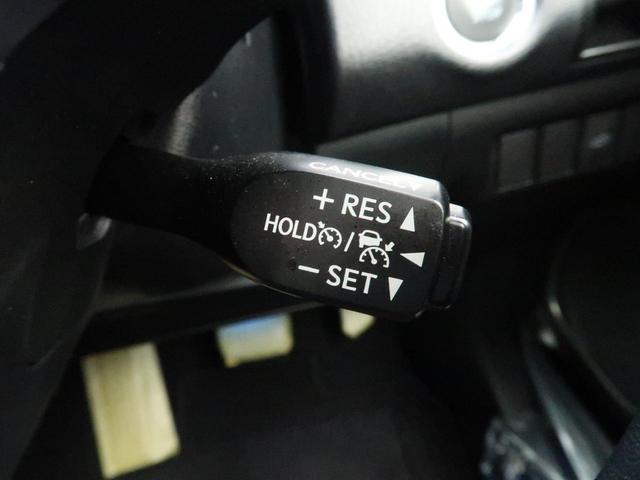 CANCEL
+ RES
HOLD /
– SET